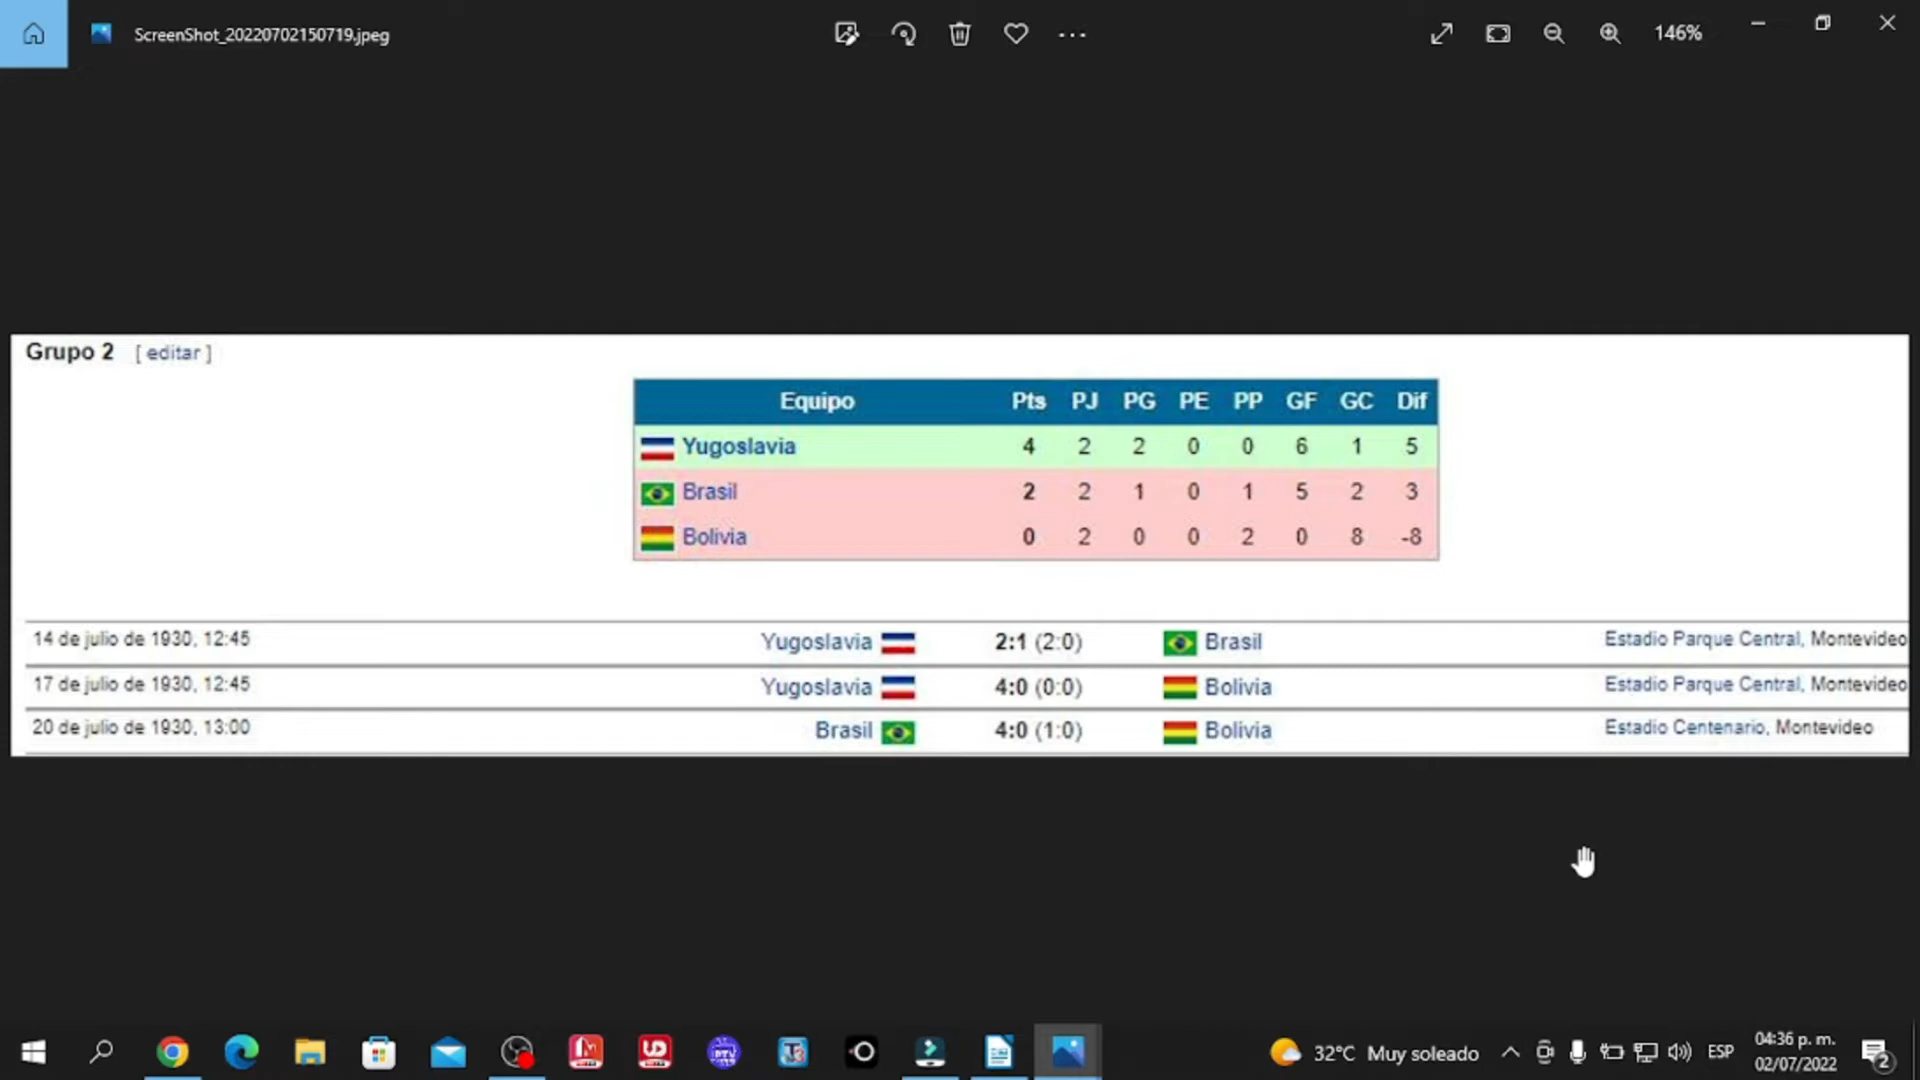 ScreenShot_20220702150719.jpeg
146%
Grupo 2 [ editar ]
Equipo Pts PJ PG PE PP GF GC Dif
Yugoslavia 4 2 2 0 0 6 1 5
Brasil 2 2 1 0 1 5 2 3
Bolivia 0 2 0 0 2 0 8 -8
14 de julio de 1930, 12:45 Yugoslavia 2:1 (2:0) Brasil Estadio Parque Central, Montevideo
17 de julio de 1930, 12:45 Yugoslavia 4:0 (0:0) Bolivia Estadio Parque Central, Montevideo
20 de julio de 1930, 13:00 Brasil 4:0 (1:0) Bolivia Estadio Centenario, Montevideo
32°C Muy soleado ESP 04:36 p. m.
02/07/2022
2